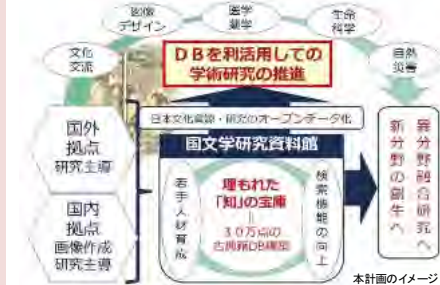 画像
デザイン
医学
薬学
生命
科学
文化
交流
自然
災害
DBを利活用しての
学術研究の推進
日本文化資源・研究のオープンデータ化
国文学研究資料館
国外
拠点
研究主導
国内
拠点
画像作成
研究主導
若手人材育成
埋もれた
「知」の宝庫
＝
30万点の
古典籍DB構築
検索機能の向上
異分野融合研究へ
新分野の創生へ
本計画のイメージ